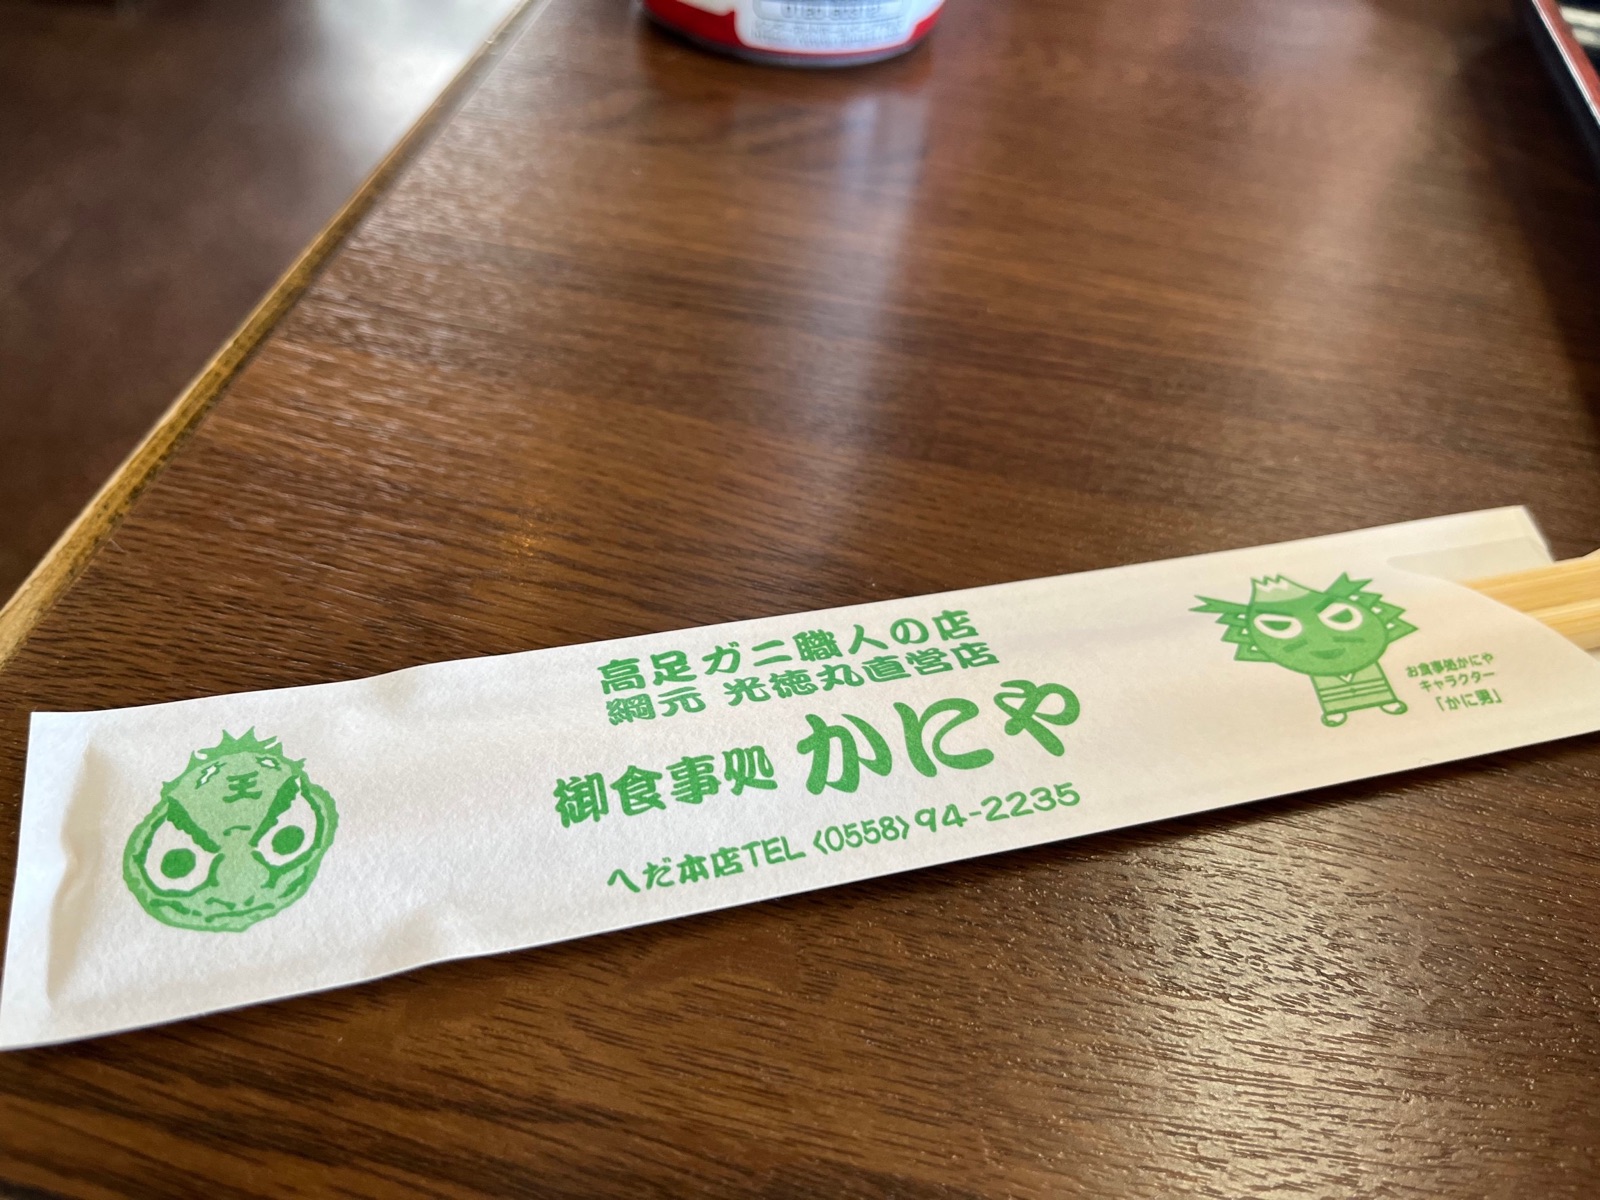 高足ガニ職人の店
網元 光徳丸直営店
御食事処 かにや
へだ本店TEL〈0558〉94-2235
王
お食事処かにや
キャラクター
「かに男」